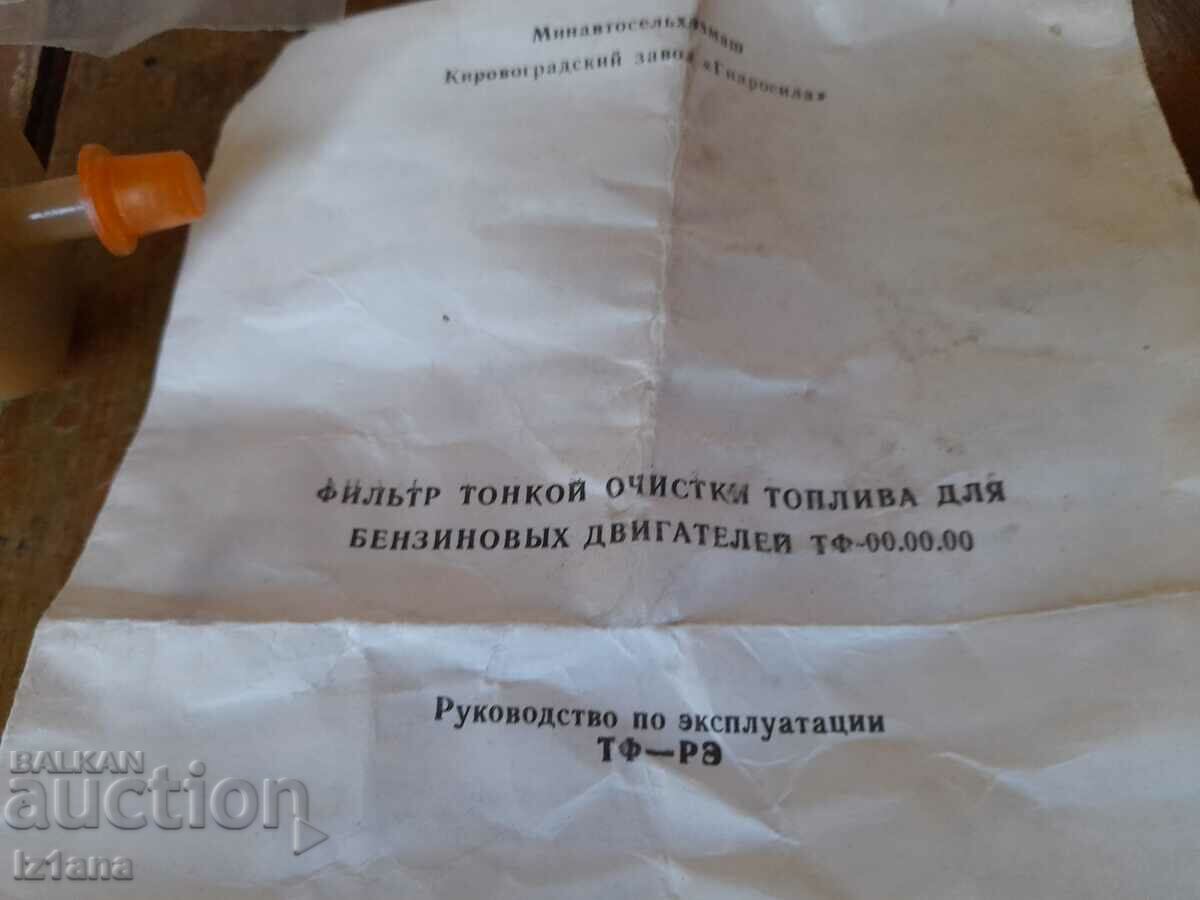 Минавтосельхозмаш
Кировоградский завод «Гидросила»
ФИЛЬТР ТОНКОЙ ОЧИСТКИ ТОПЛИВА ДЛЯ
БЕНЗИНОВЫХ ДВИГАТЕЛЕЙ ТФ-00.00.00
Руководство по эксплуатации
ТФ—РЭ
BALKAN
auction
Iz1ana